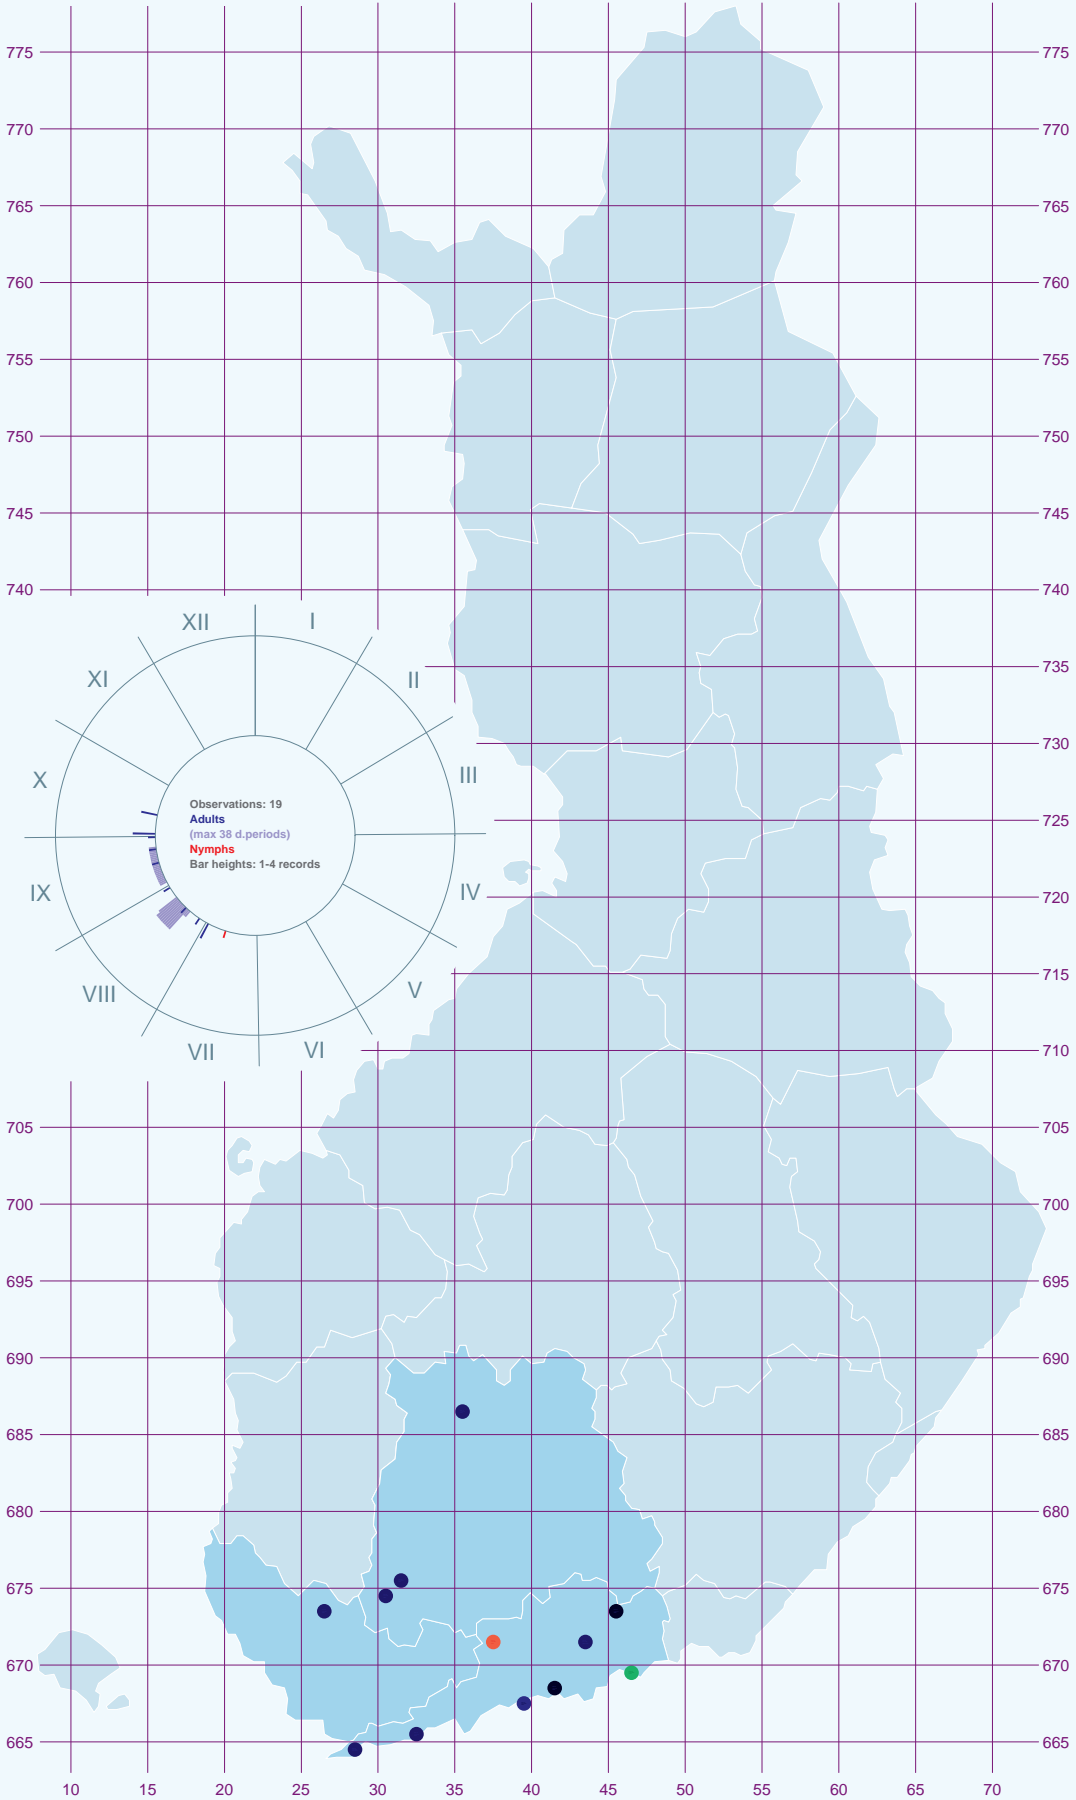 775 775
770 770
765 765
760 760
755 755
750 750
745 745
740 740
XII I
735
XI II
730
X III
Observations: 19
Adults
725
(max 38 d.periods)
Nymphs
Bar heights: 1-4 records
IX IV
720
VIII V
715
VII VI
710
705 705
700 700
695 695
690 690
685 685
680 680
675 675
670 670
665 665
10 15 20 25 30 35 40 45 50 55 60 65 70